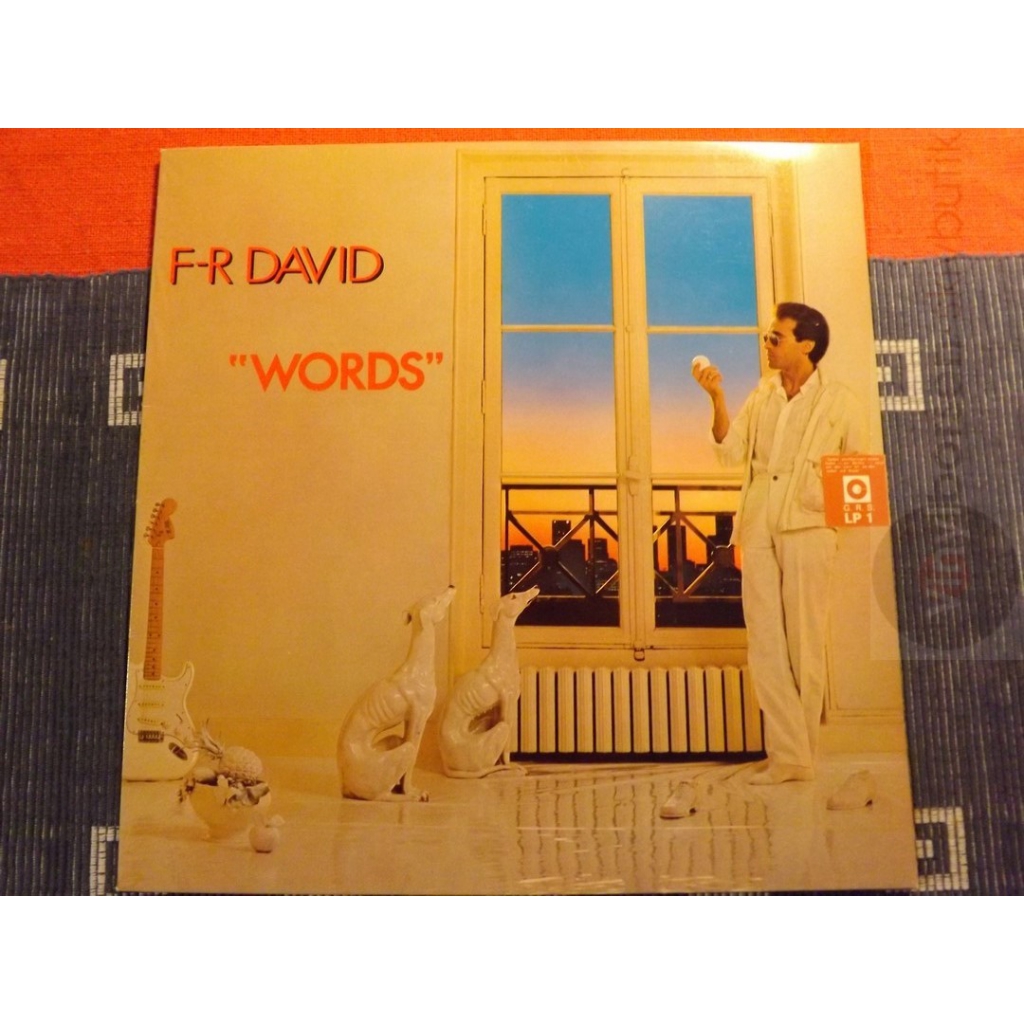 F-R DAVID
"WORDS"
G. R. S.
LP 1